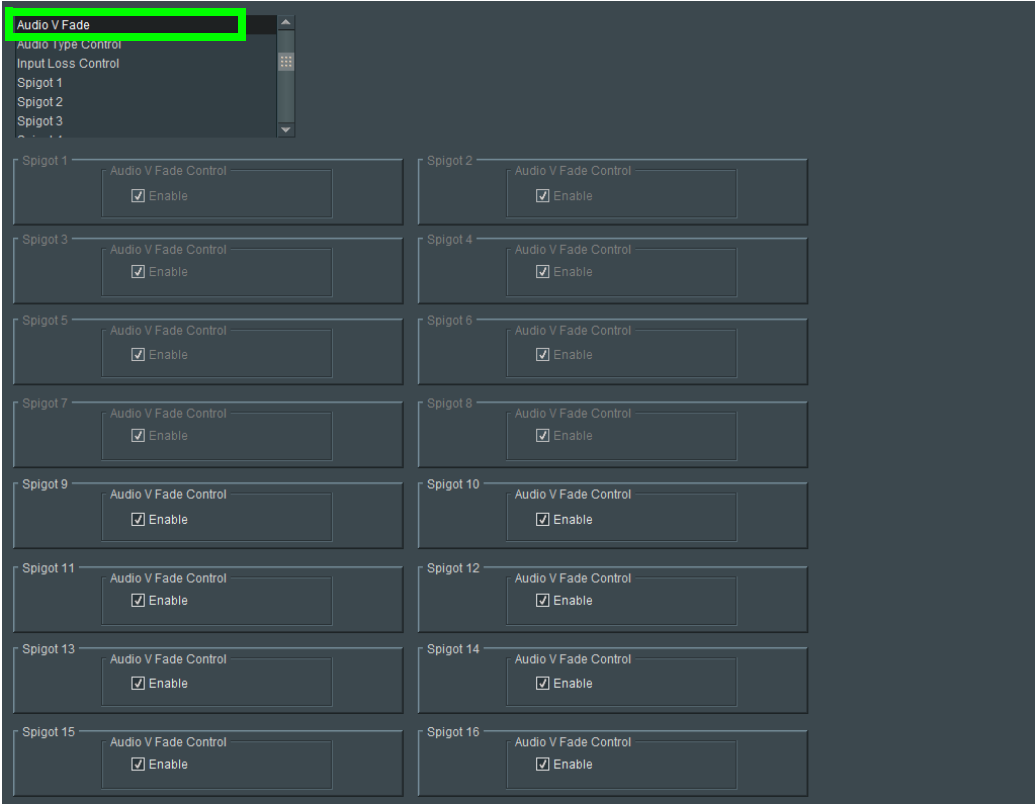 Audio V Fade
Audio Type Control
Input Loss Control
Spigot 1
Spigot 2
Spigot 3
Spigot 1
Audio V Fade Control
Enable
Spigot 2
Audio V Fade Control
Enable
Spigot 3
Audio V Fade Control
Enable
Spigot 4
Audio V Fade Control
Enable
Spigot 5
Audio V Fade Control
Enable
Spigot 6
Audio V Fade Control
Enable
Spigot 7
Audio V Fade Control
Enable
Spigot 8
Audio V Fade Control
Enable
Spigot 9
Audio V Fade Control
Enable
Spigot 10
Audio V Fade Control
Enable
Spigot 11
Audio V Fade Control
Enable
Spigot 12
Audio V Fade Control
Enable
Spigot 13
Audio V Fade Control
Enable
Spigot 14
Audio V Fade Control
Enable
Spigot 15
Audio V Fade Control
Enable
Spigot 16
Audio V Fade Control
Enable